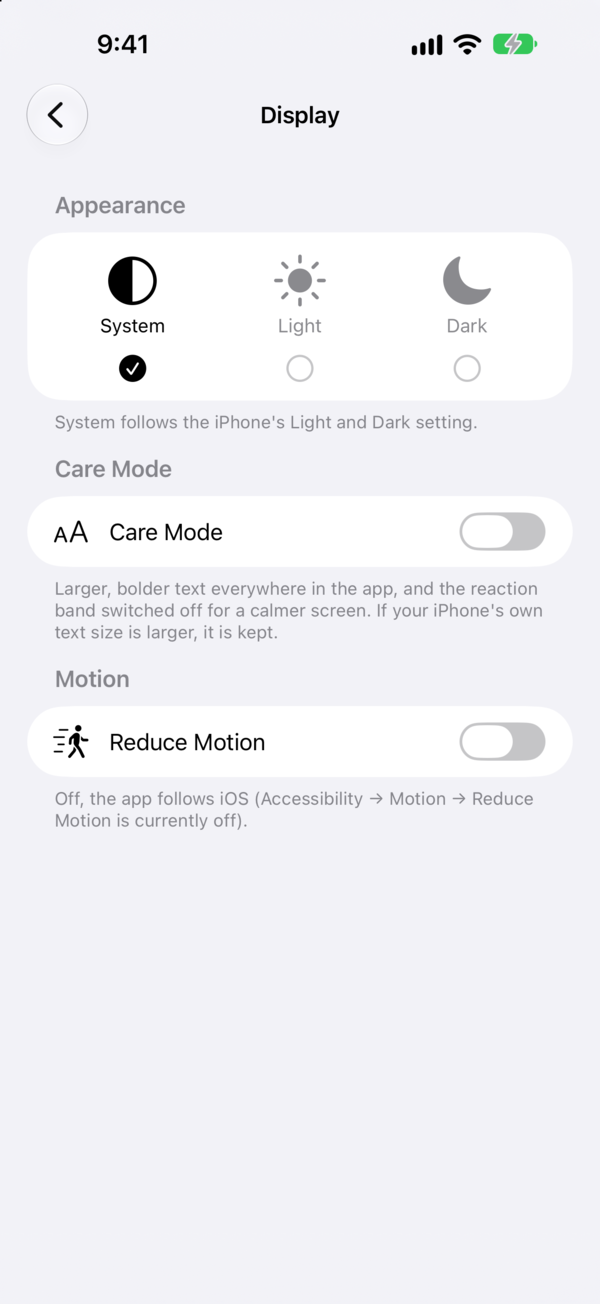 9:41
Display
Appearance
System
Light
Dark
System follows the iPhone's Light and Dark setting.
Care Mode
AA Care Mode
Larger, bolder text everywhere in the app, and the reaction
band switched off for a calmer screen. If your iPhone's own
text size is larger, it is kept.
Motion
Reduce Motion
Off, the app follows iOS (Accessibility → Motion → Reduce
Motion is currently off).